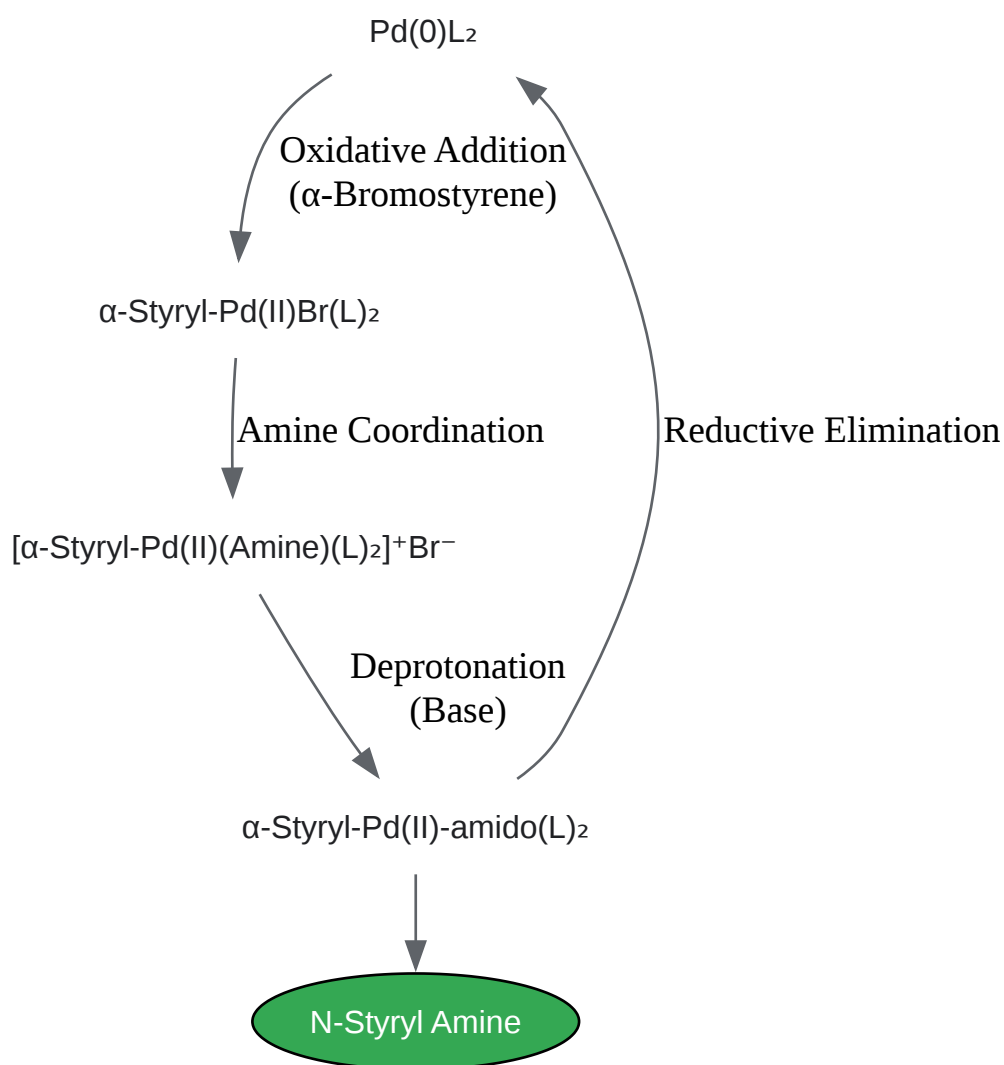 Pd(0)L₂
Oxidative Addition
(α-Bromostyrene)
α-Styryl-Pd(II)Br(L)₂
Amine Coordination
Reductive Elimination
[α-Styryl-Pd(II)(Amine)(L)₂]⁺Br⁻
Deprotonation
(Base)
α-Styryl-Pd(II)-amido(L)₂
N-Styryl Amine